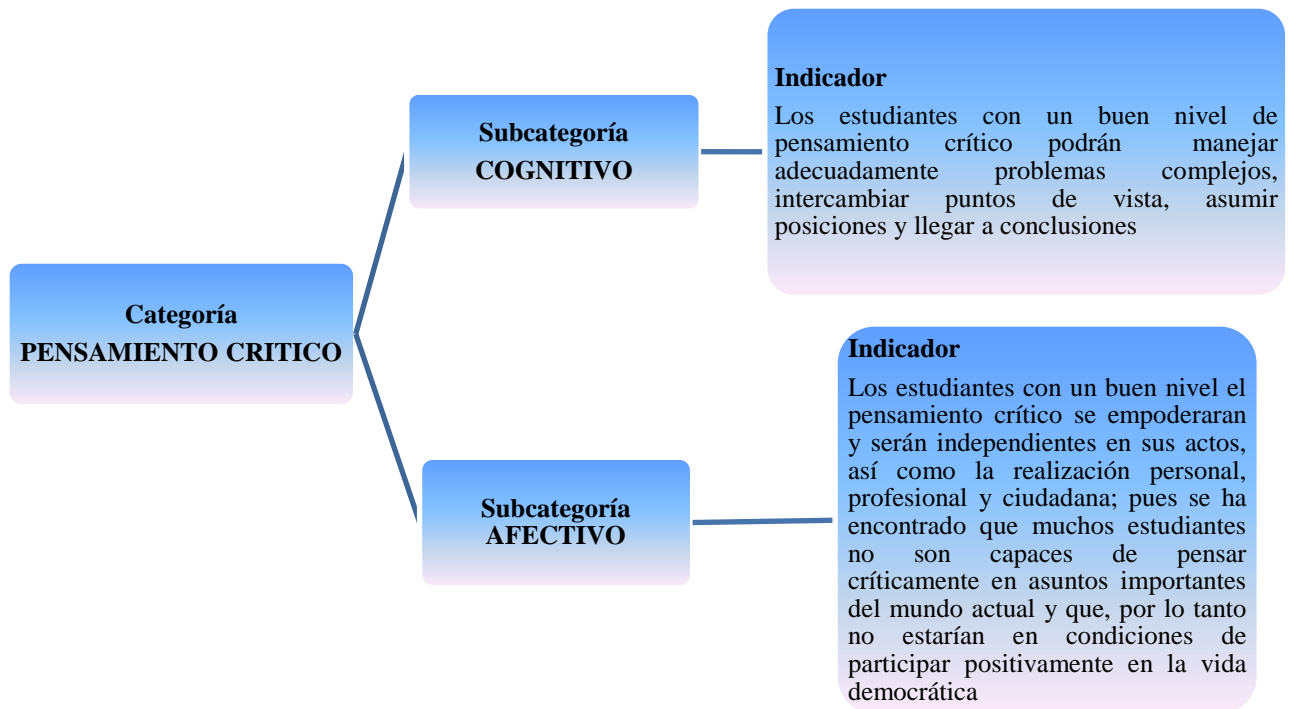 Categoría
PENSAMIENTO CRITICO
Subcategoría
COGNITIVO
Indicador
Los estudiantes con un buen nivel de
pensamiento crítico podrán manejar
adecuadamente problemas complejos,
intercambiar puntos de vista, asumir
posiciones y llegar a conclusiones
Subcategoría
AFECTIVO
Indicador
Los estudiantes con un buen nivel el
pensamiento crítico se empoderaran
y serán independientes en sus actos,
así como la realización personal,
profesional y ciudadana; pues se ha
encontrado que muchos estudiantes
no son capaces de pensar
críticamente en asuntos importantes
del mundo actual y que, por lo tanto
no estarían en condiciones de
participar positivamente en la vida
democrática